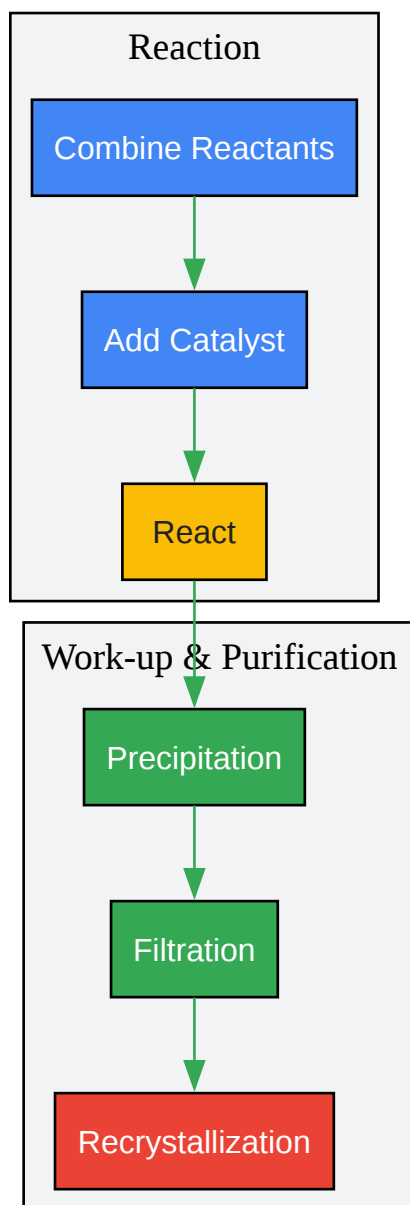 Reaction
Combine Reactants
Add Catalyst
React
Work-up & Purification
Precipitation
Filtration
Recrystallization